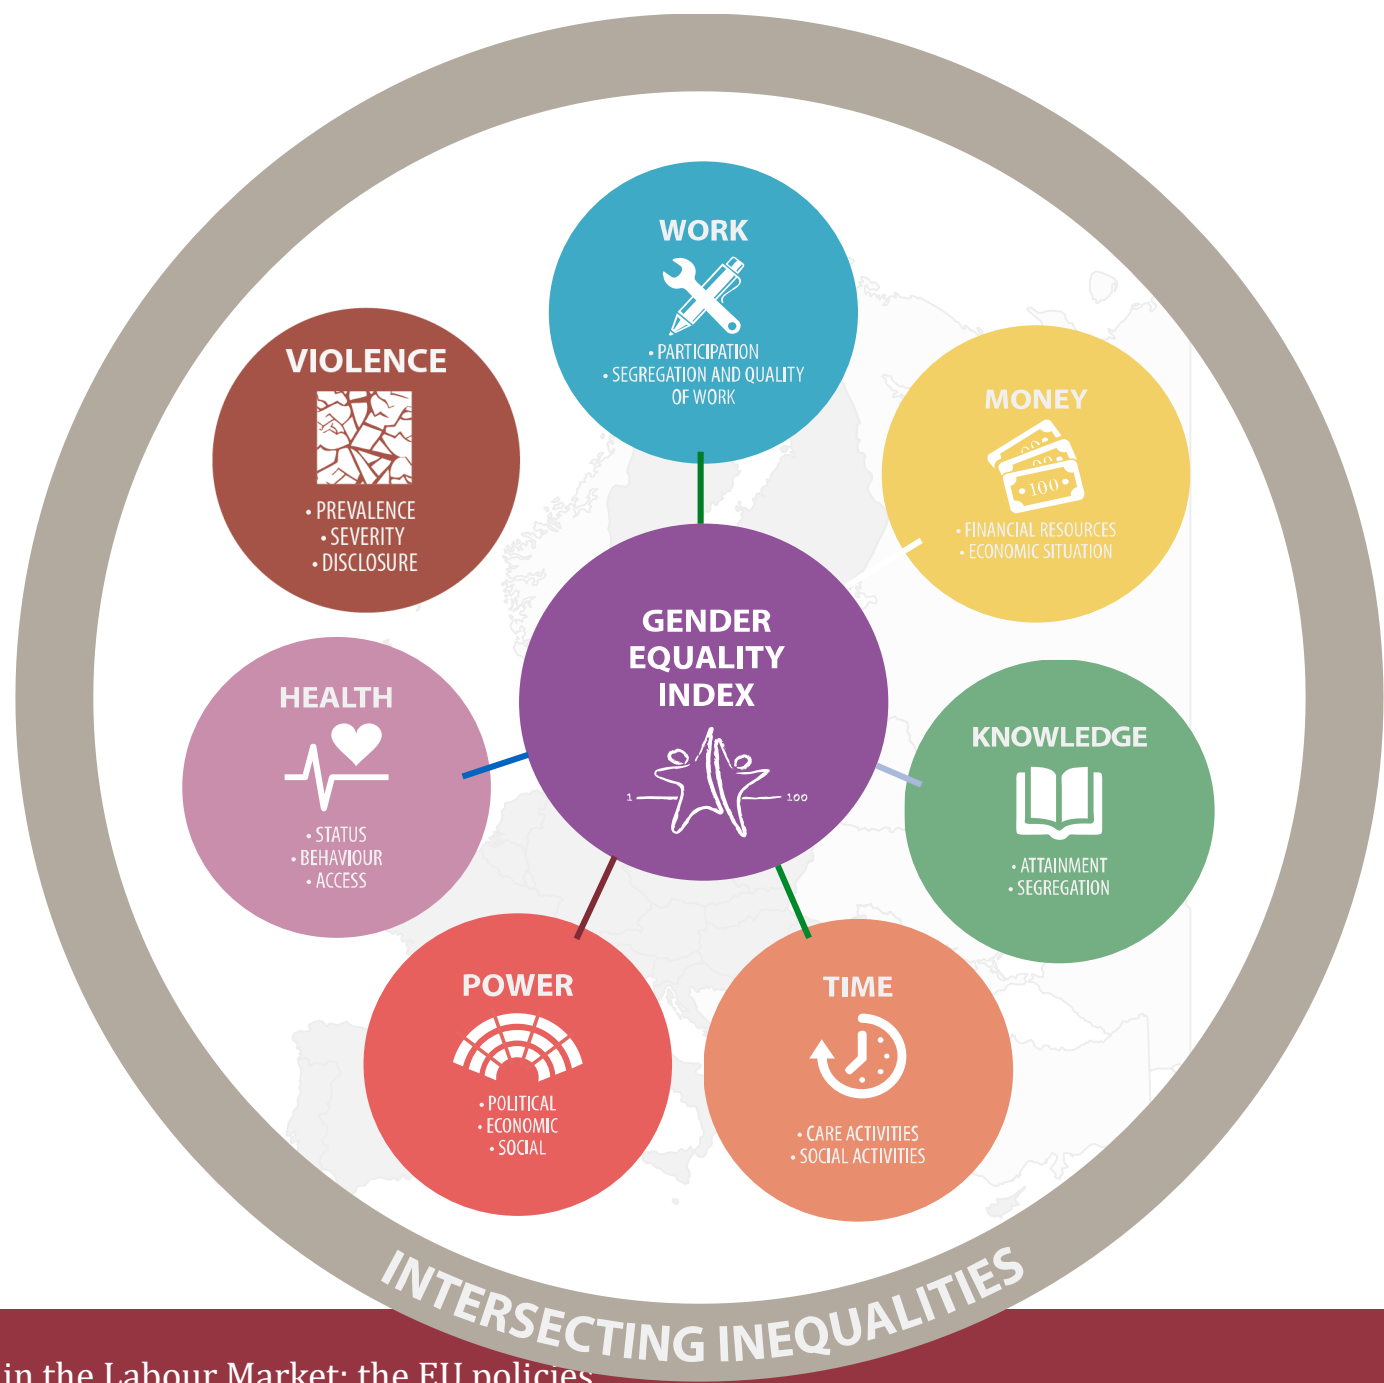 WORK
• PARTICIPATION
• SEGREGATION AND QUALITY
OF WORK
VIOLENCE
• PREVALENCE
• SEVERITY
• DISCLOSURE
MONEY
100
• FINANCIAL RESOURCES
• ECONOMIC SITUATION
GENDER
EQUALITY
INDEX
1
100
HEALTH
• STATUS
• BEHAVIOUR
• ACCESS
KNOWLEDGE
• ATTAINMENT
• SEGREGATION
POWER
• POLITICAL
• ECONOMIC
• SOCIAL
TIME
• CARE ACTIVITIES
• SOCIAL ACTIVITIES
INTERSECTING INEQUALITIES
in the Labour Market: the EU policies